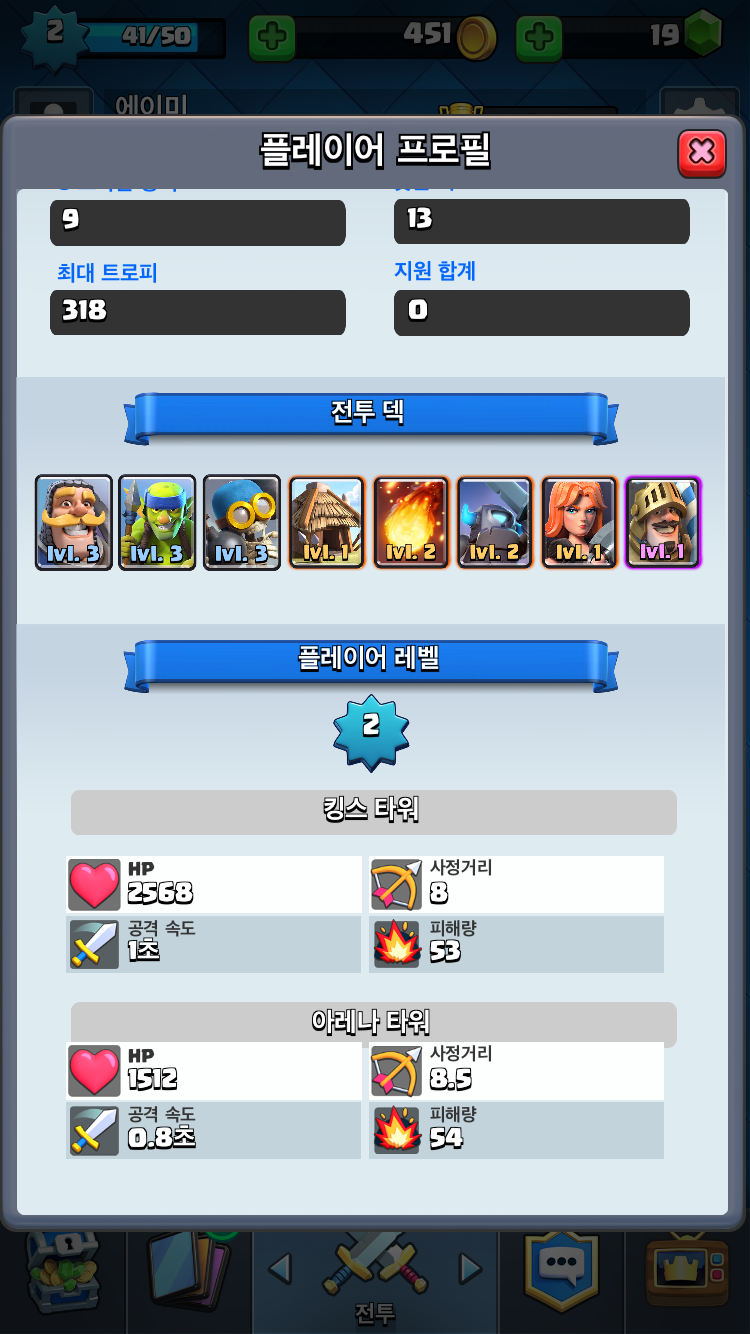 2
41/50
451
19
에이미
플레이어 프로필
9
13
최대 트로피
지원 합계
318
0
전투 덱
lvl. 3
lvl. 3
lvl. 3
lvl. 1
lvl. 2
lvl. 2
lvl. 1
lvl. 1
플레이어 레벨
2
킹스 타워
HP
2568
사정거리
8
공격 속도
1초
피해량
53
아레나 타워
HP
1512
사정거리
8.5
공격 속도
0.8초
피해량
54
전투